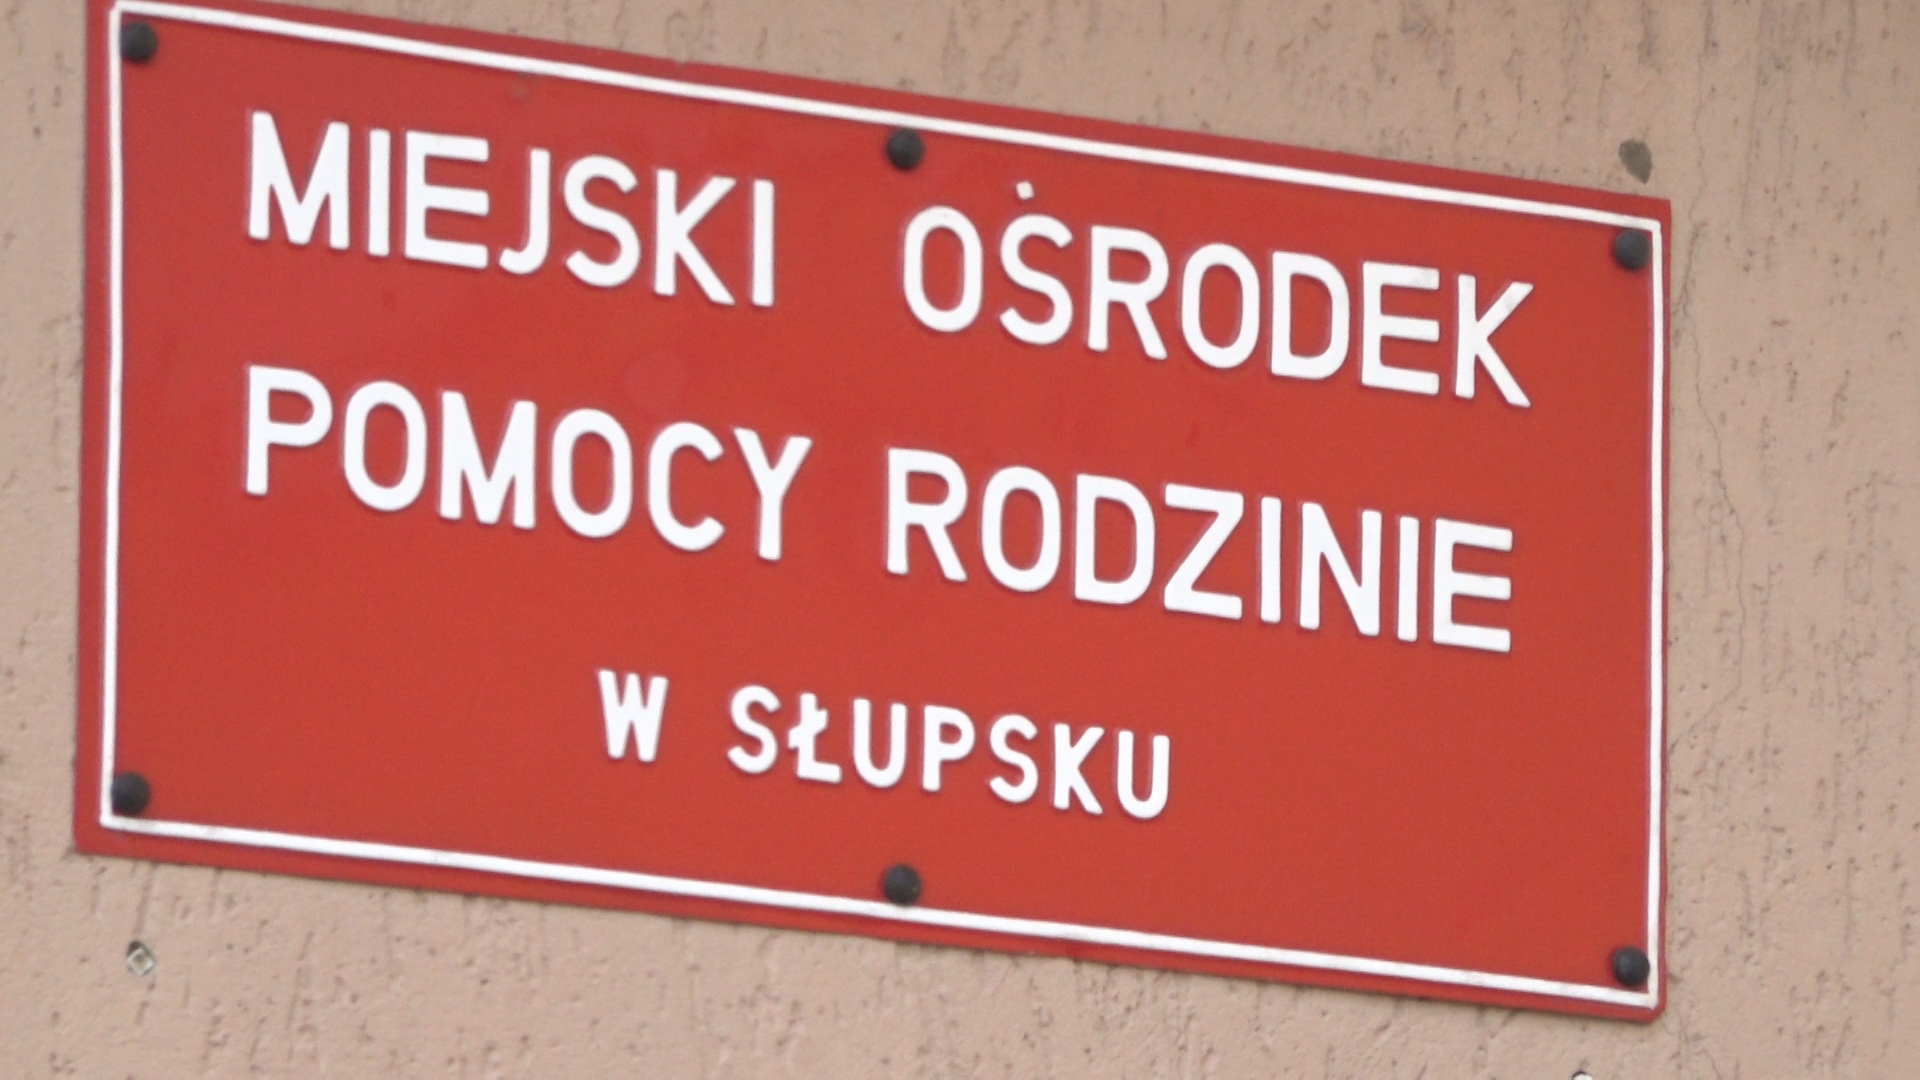 MIEJSKI OŚRODEK
POMOCY RODZINIE
W SŁUPSKU